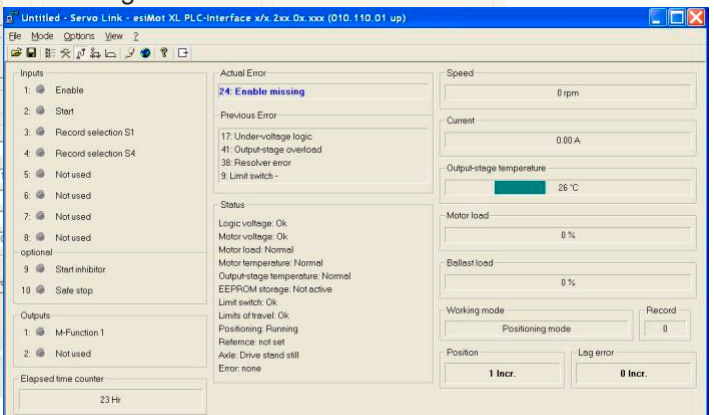 Untitled - Servo Link - esiMot XL PLC-Interface x/x.2xx.0x.xxx (010.110.01 up)
File Mode Options View ?
Inputs
1: Enable
2: Start
3: Record selection S1
4: Record selection S4
5: Not used
6: Not used
7: Not used
8: Not used
optional
9 Start inhibitor
10 Safe stop
Outputs
1: M-Function 1
2: Not used
Elapsed time counter
23 Hr
Actual Error
24: Enable missing
Previous Error
17: Under-voltage logic
41: Output-stage overload
38: Resolver error
9: Limit switch -
Status
Logic voltage: Ok
Motor voltage: Ok
Motor load: Normal
Motor temperature: Normal
Output-stage temperature: Normal
EEPROM storage: Not active
Limit switch: Ok
Limits of travel: Ok
Positioning: Running
Refernce: not set
Axle: Drive stand still
Error: none
Speed
0 rpm
Current
0.00 A
Output-stage temperature
26 °C
Motor load
0 %
Ballast load
0 %
Working mode
Positioning mode
Record
0
Position
1 Incr.
Lag error
0 Incr.